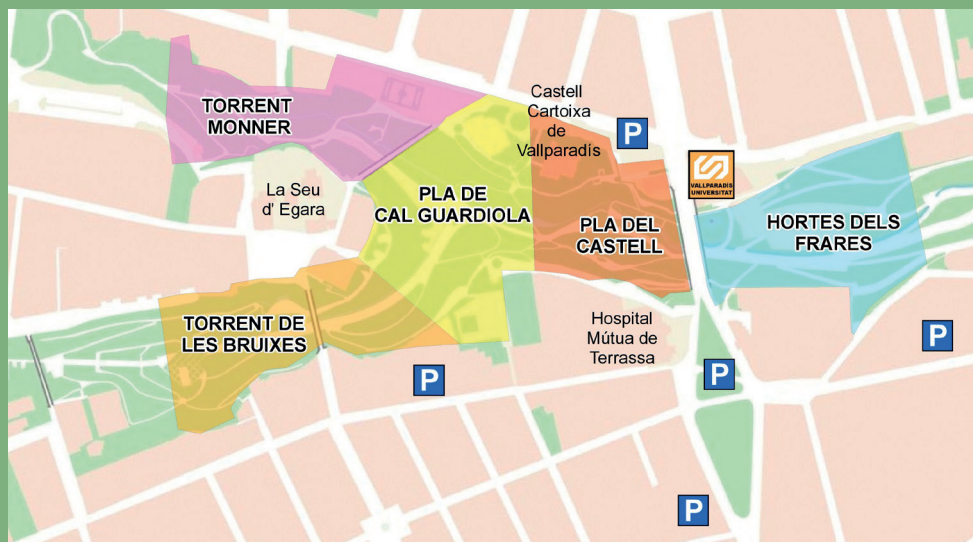 TORRENT
MONNER
Castell
Cartoixa
de
Vallparadís
P
VALLPARADÍS
UNIVERSITAT
La Seu
d' Egara
PLA DE
CAL GUARDIOLA
PLA DEL
CASTELL
HORTES DELS
FRARES
TORRENT DE
LES BRUIXES
Hospital
Mútua de
Terrassa
P
P
P
P